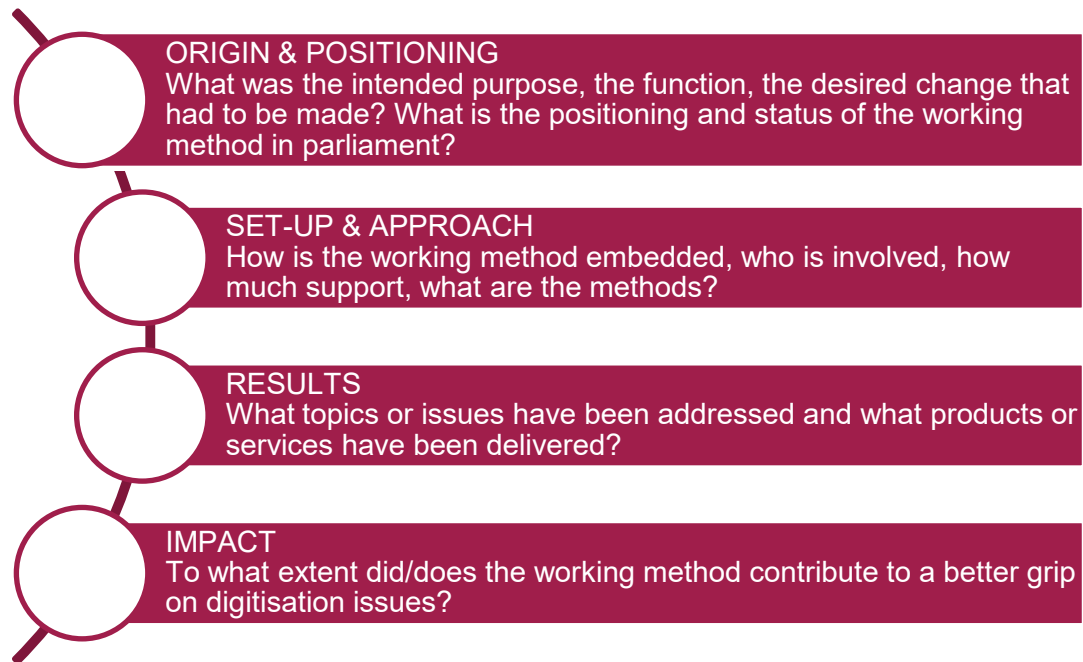 ORIGIN & POSITIONING
What was the intended purpose, the function, the desired change that
had to be made? What is the positioning and status of the working
method in parliament?
SET-UP & APPROACH
How is the working method embedded, who is involved, how
much support, what are the methods?
RESULTS
What topics or issues have been addressed and what products or
services have been delivered?
IMPACT
To what extent did/does the working method contribute to a better grip
on digitisation issues?